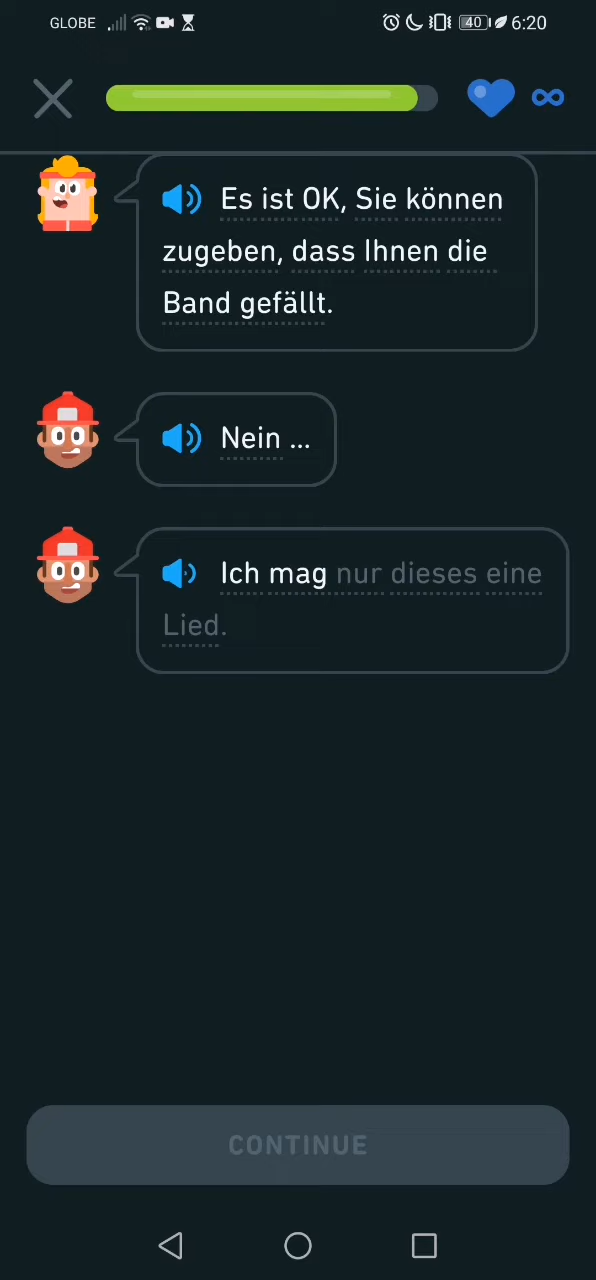 GLOBE 40 6:20
Es ist OK, Sie können
zugeben, dass Ihnen die
Band gefällt.
Nein ...
Ich mag nur dieses eine
Lied.
CONTINUE